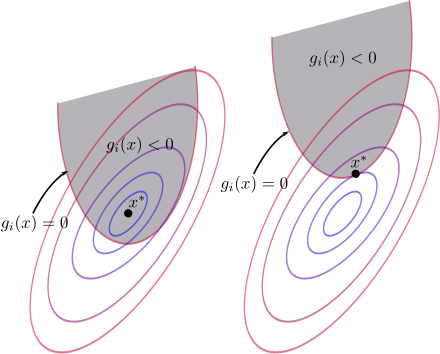 g_i(x) < 0
x*
g_i(x) = 0
g_i(x) < 0
x*
g_i(x) = 0